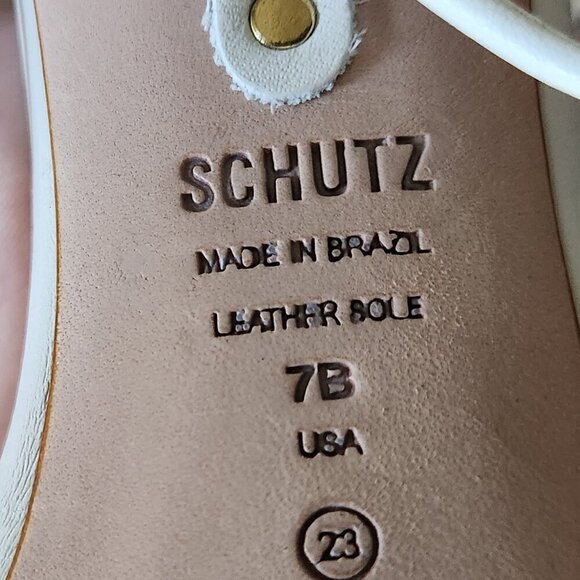 SCHUTZ
MADE IN BRAZIL
LEATHER SOLE
7B
USA
23